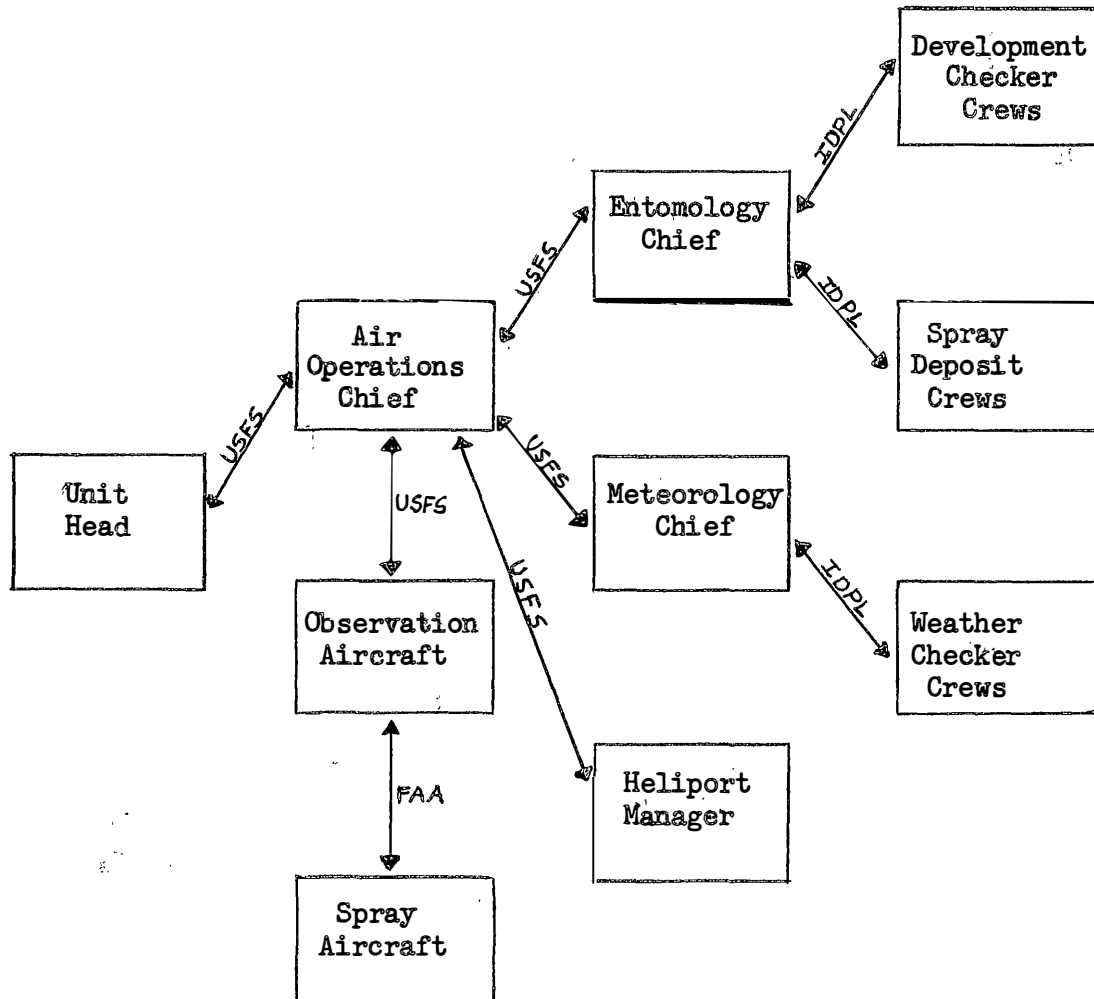 Development
Checker
Crews
IDPL
Entomology
Chief
USFS
IDPL
Air
Operations
Chief
Spray
Deposit
Crews
USFS
USFS
Unit
Head
USFS
Meteorology
Chief
USFS
IDPL
Observation
Aircraft
Weather
Checker
Crews
FAA
Heliport
Manager
Spray
Aircraft